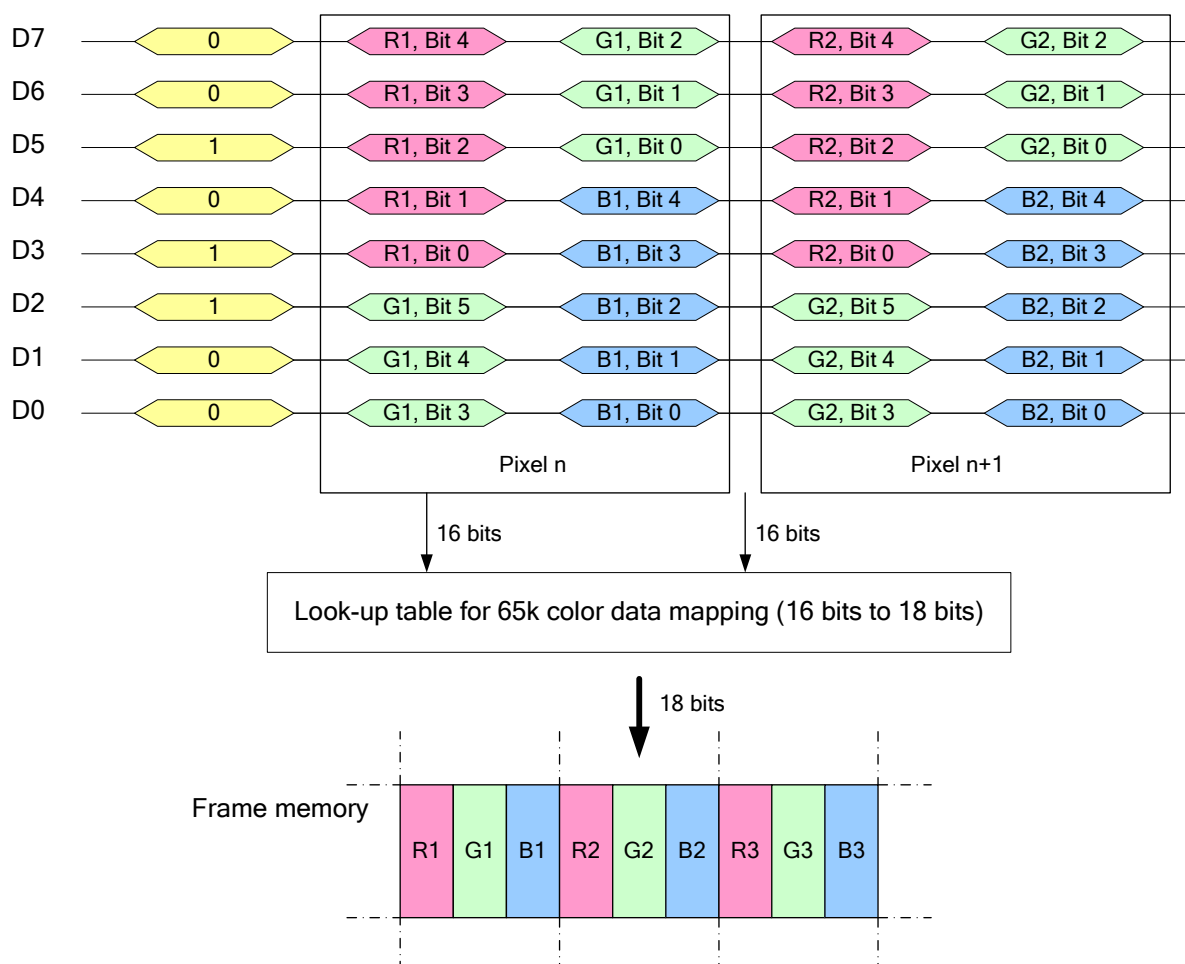 D7 0 R1, Bit 4 G1, Bit 2 R2, Bit 4 G2, Bit 2
D6 0 R1, Bit 3 G1, Bit 1 R2, Bit 3 G2, Bit 1
D5 1 R1, Bit 2 G1, Bit 0 R2, Bit 2 G2, Bit 0
D4 0 R1, Bit 1 B1, Bit 4 R2, Bit 1 B2, Bit 4
D3 1 R1, Bit 0 B1, Bit 3 R2, Bit 0 B2, Bit 3
D2 1 G1, Bit 5 B1, Bit 2 G2, Bit 5 B2, Bit 2
D1 0 G1, Bit 4 B1, Bit 1 G2, Bit 4 B2, Bit 1
D0 0 G1, Bit 3 B1, Bit 0 G2, Bit 3 B2, Bit 0
Pixel n Pixel n+1
16 bits 16 bits
Look-up table for 65k color data mapping (16 bits to 18 bits)
18 bits
Frame memory
R1 G1 B1 R2 G2 B2 R3 G3 B3